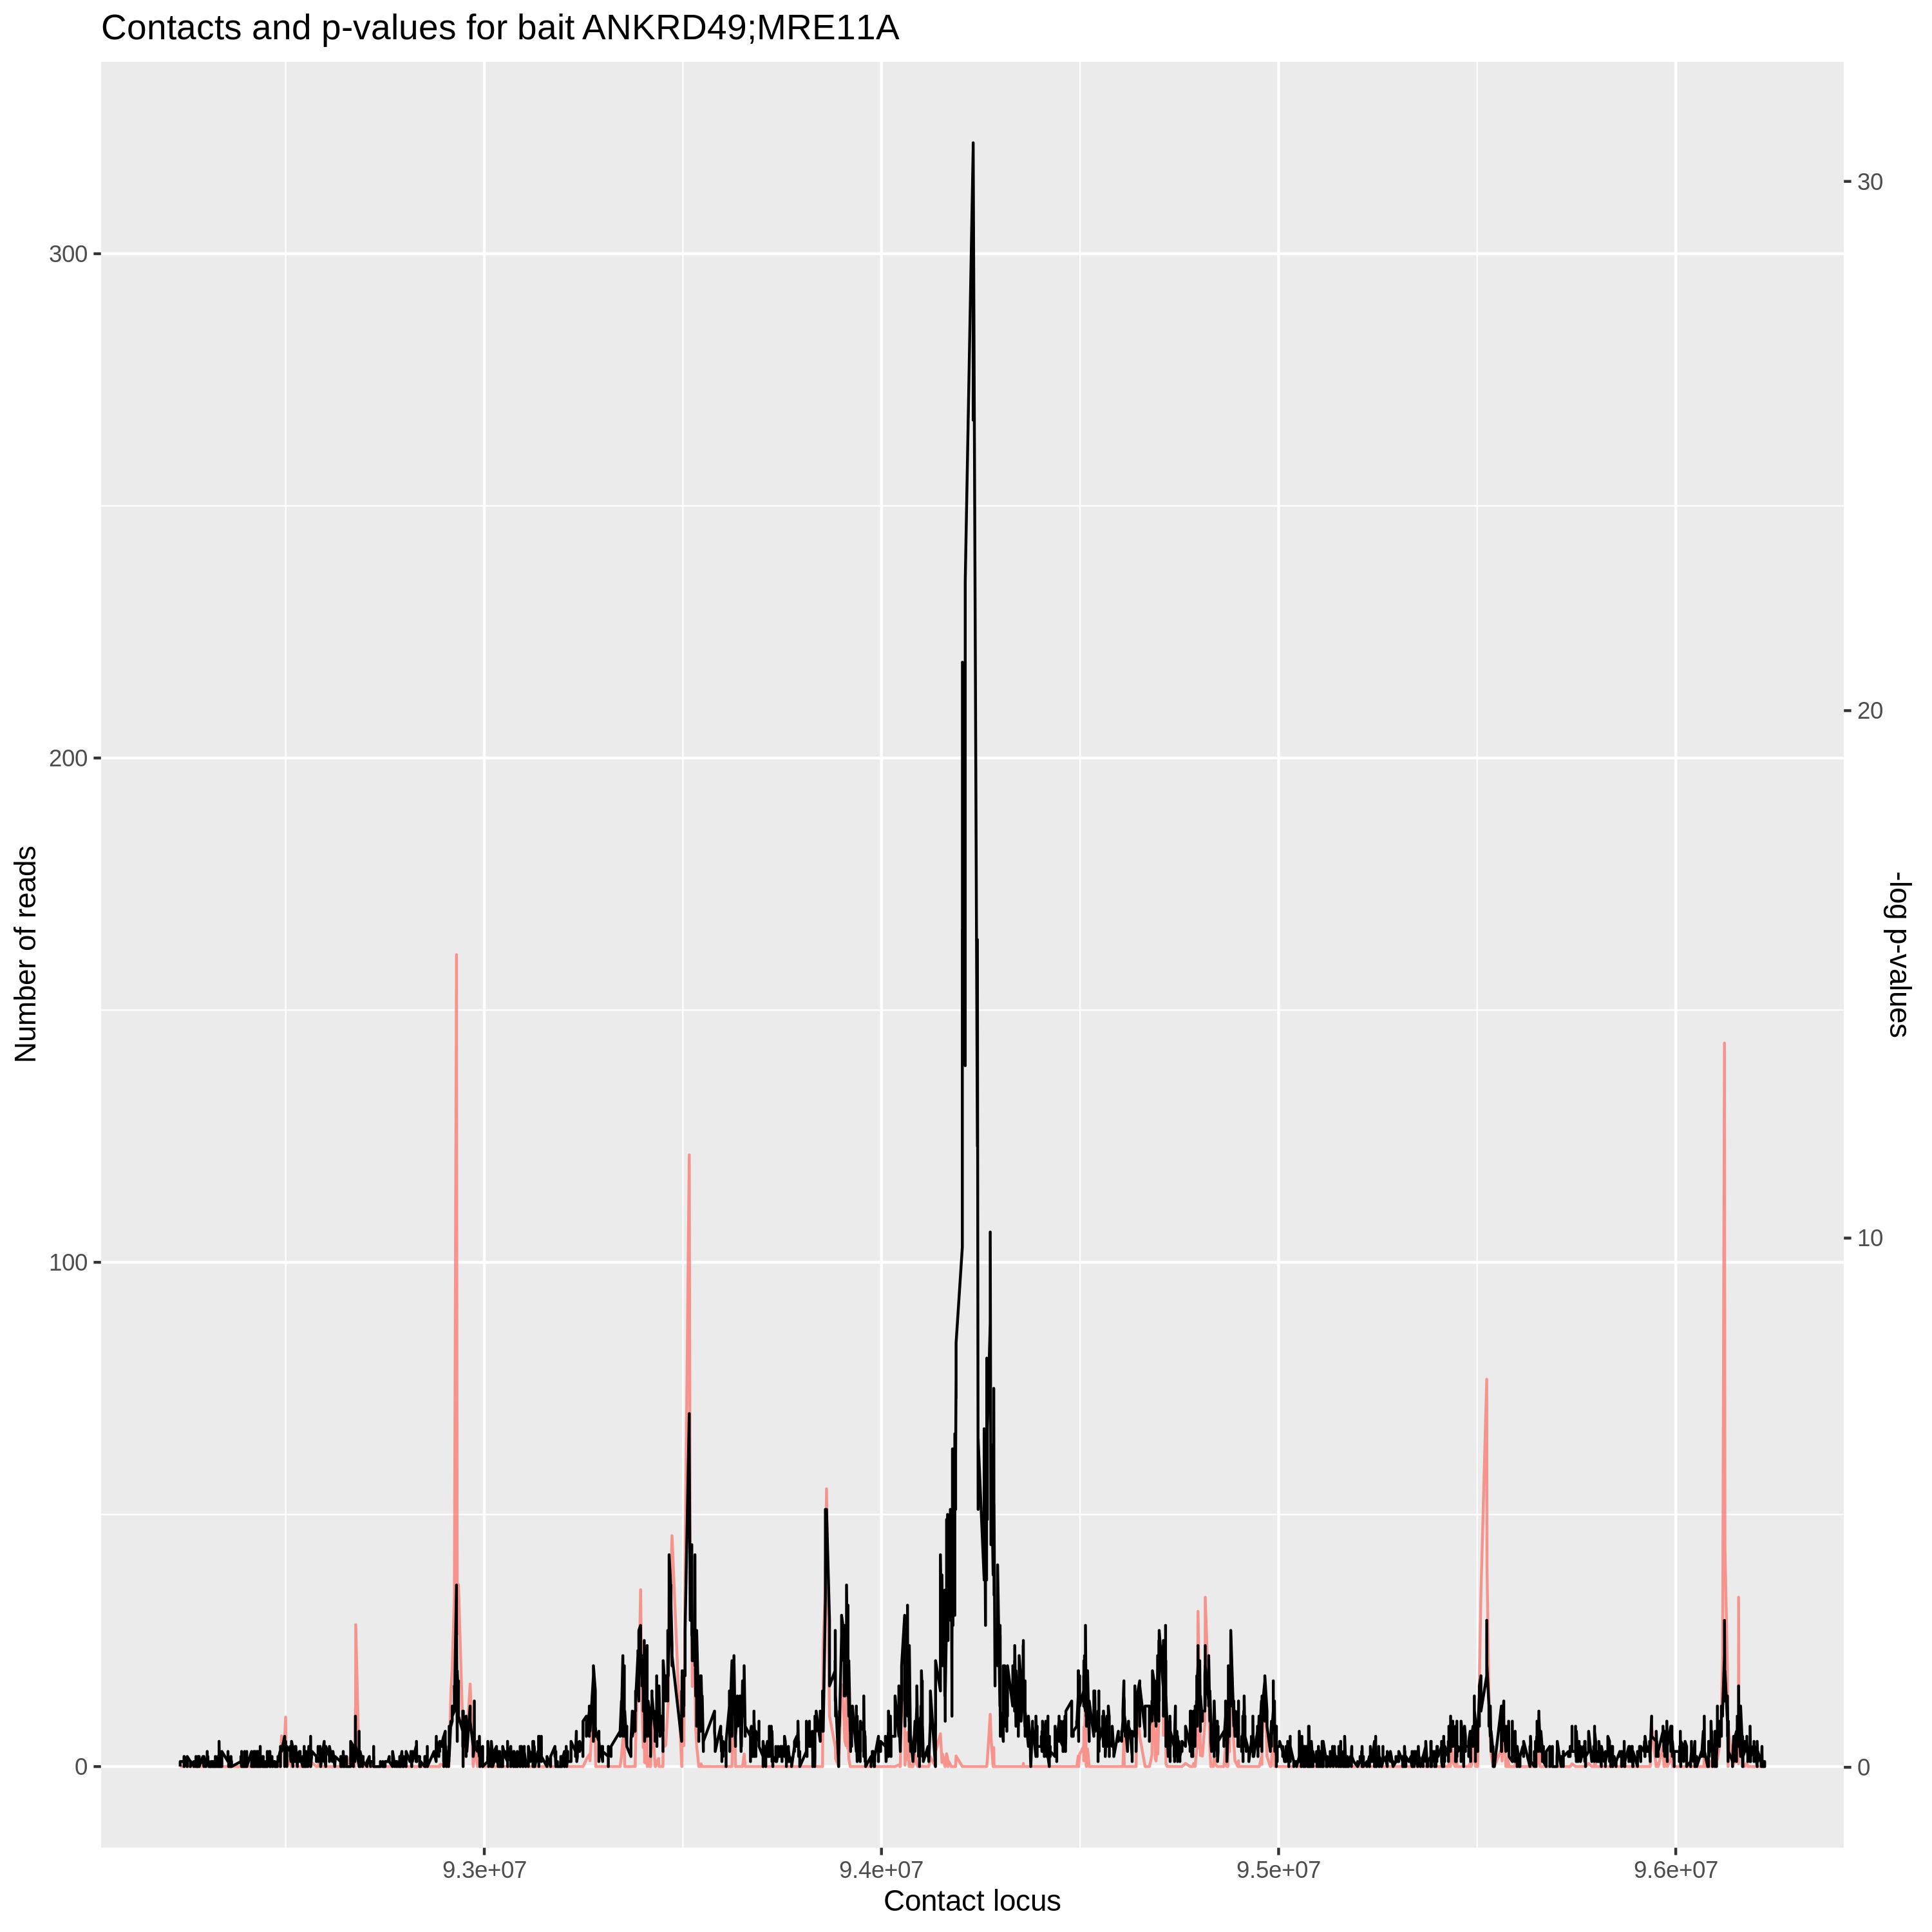 Contacts and p-values for bait ANKRD49;MRE11A
Number of reads
300
200
100
0
30
20
10
0
-log p-values
9.3e+07
9.4e+07
9.5e+07
9.6e+07
Contact locus